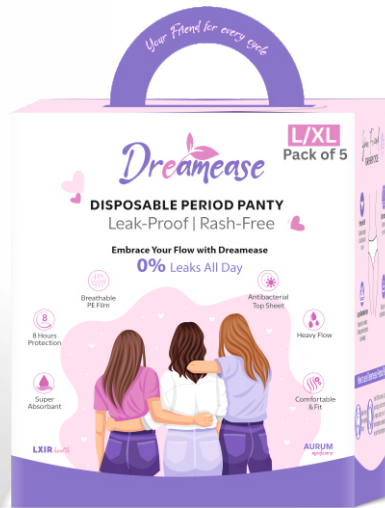 Your Friend for every cycle
L/XL
Pack of 5
Dreamease
DISPOSABLE PERIOD PANTY
Leak-Proof | Rash-Free
Embrace Your Flow with Dreamease
0% Leaks All Day
Breathable
PE Film
Antibacterial
Top Sheet
8
8 Hours
Protection
Heavy Flow
Super
Absorbant
Comfortable
& Fit
LXIR
AURUM